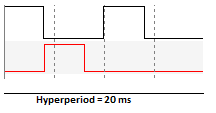 Hyperperiod = 20 ms